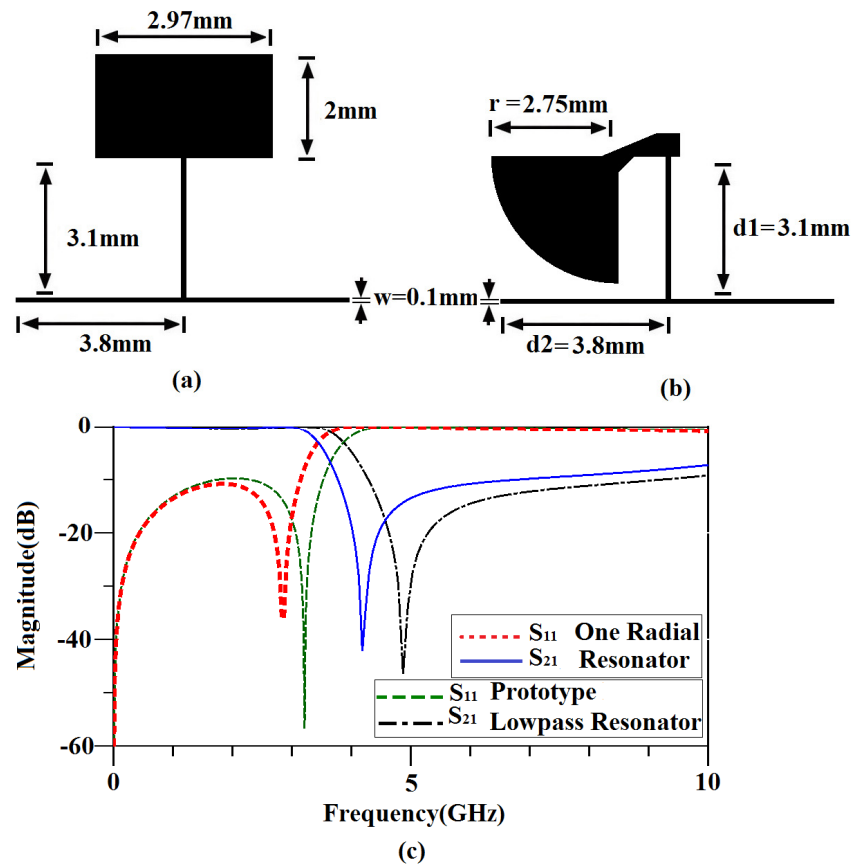 2.97mm
2mm
r =2.75mm
3.1mm
d1=3.1mm
w=0.1mm
3.8mm
d2=3.8mm
(a)
(b)
0
-20
-40
-60
Magnitude(dB)
S11 One Radial
S21 Resonator
S11 Prototype
S21 Lowpass Resonator
0
5
10
Frequency(GHz)
(c)